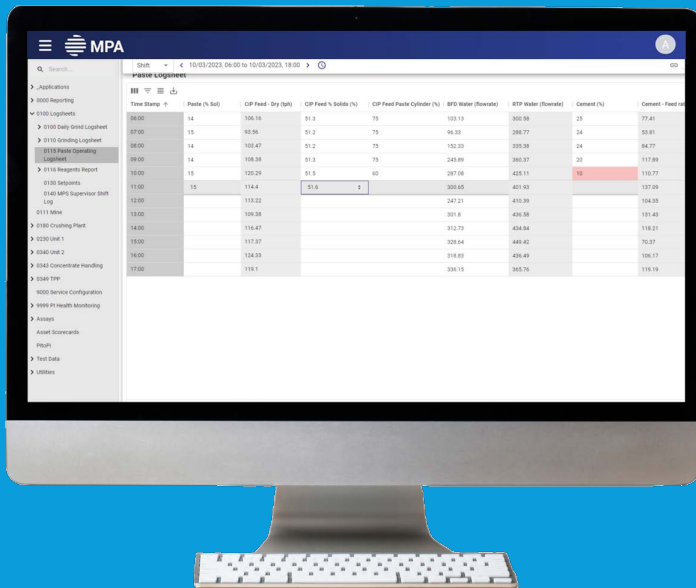 MPA
A
Search...
Shift 10/03/2023, 06:00 to 10/03/2023, 18:00
Paste Logsheet
_Applications
0000 Reporting
0100 Logsheets
0100 Daily Grind Logsheet
0110 Grinding Logsheet
0115 Paste Operating
Logsheet
0116 Reagents Report
0100 Setpoints
0140 MPS Supervisor Shift
Log
0111 Mine
0180 Crushing Plant
0230 Unit 1
0340 Unit 2
0343 Concentrate Handling
0349 TPP
9000 Service Configuration
9999 PI Health Monitoring
Assays
Asset Scorecards
PitoPI
Test Data
Utilities
Time Stamp Paste (% Sol) CIP Feed - Dry (tph) CIP Feed % Solids (%) CIP Feed Paste Cylinder (%) BFD Water (flowrate) RTP Water (flowrate) Cement (%) Cement - Feed rat
06:00 14 106.16 51.3 75 103.13 300.58 25 77.41
07:00 15 93.56 51.2 75 96.33 288.77 24 53.81
08:00 14 103.47 51.2 75 152.33 335.38 24 84.77
09:00 14 108.38 51.3 75 245.89 360.37 20 117.89
10:00 15 120.29 51.5 60 287.08 425.11 10 110.77
11:00 15 114.4 51.6 300.65 401.93 137.09
12:00 113.22 247.21 410.39 104.35
13:00 109.38 301.8 436.58 131.43
14:00 116.47 312.73 434.84 118.21
15:00 117.37 328.64 449.42 70.37
16:00 124.33 318.83 436.49 106.17
17:00 119.1 336.15 365.76 119.19